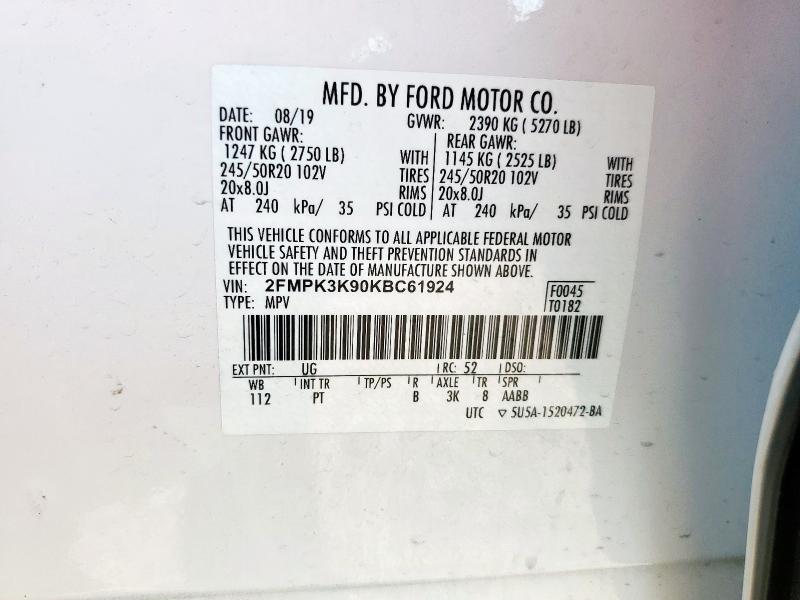 MFD. BY FORD MOTOR CO.
DATE: 08/19 GVWR: 2390 KG ( 5270 LB)
FRONT GAWR: REAR GAWR:
1247 KG ( 2750 LB) WITH 1145 KG ( 2525 LB) WITH
245/50R20 102V TIRES 245/50R20 102V TIRES
20x8.0J RIMS 20x8.0J RIMS
AT 240 kPa/ 35 PSI COLD AT 240 kPa/ 35 PSI COLD
THIS VEHICLE CONFORMS TO ALL APPLICABLE FEDERAL MOTOR
VEHICLE SAFETY AND THEFT PREVENTION STANDARDS IN
EFFECT ON THE DATE OF MANUFACTURE SHOWN ABOVE.
VIN: 2FMPK3K90KBC61924 F0045
TYPE: MPV T0182
EXT PNT: UG RC: 52 DSO:
WB INT TR TP/PS R AXLE TR SPR
112 PT B 3K 8 AABB
UTC ▽ 5U5A-1520472-BA